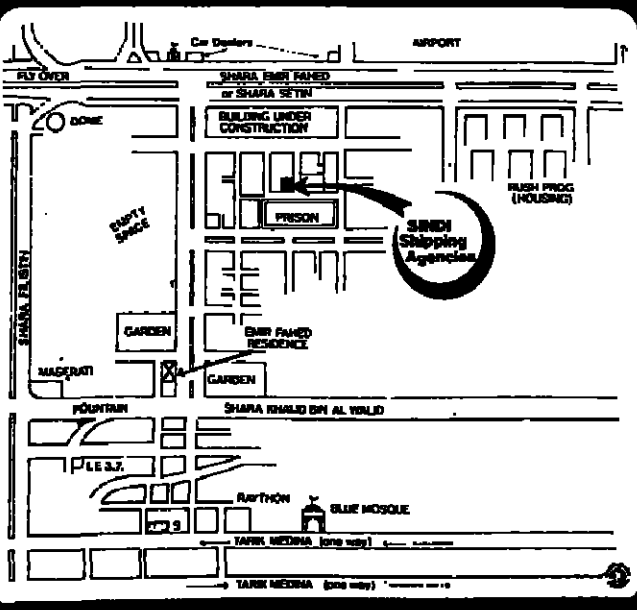 Car Dealers
AIRPORT
FLY OVER
SHARA EMIR FAHED
or SHARA SETIN
DOME
BUILDING UNDER
CONSTRUCTION
RUSH PROG
(HOUSING)
EMPTY
SPACE
PRISON
SINDI
Shipping
Agencies
SHARA FILISTIN
GARDEN
EMIR FAHED
RESIDENCE
MASERATI
GARDEN
FOUNTAIN
SHARA KHALID BIN AL WALID
RAYTHON
BLUE MOSQUE
TARIK MEDINA (one way)
TARIK MEDINA (one way)